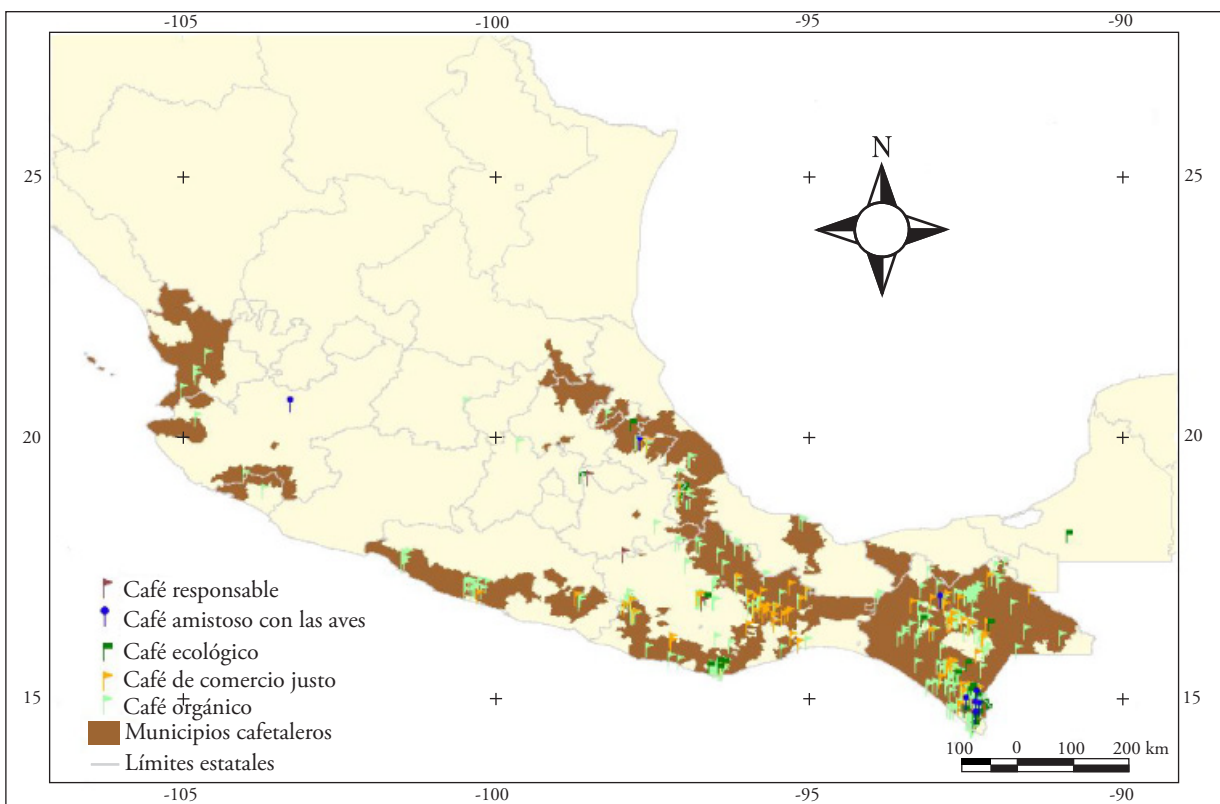 -105 -100 -95 -90
N
25 25
20 20
Café responsable
Café amistoso con las aves
Café ecológico
Café de comercio justo
15 Café orgánico 15
Municipios cafetaleros
100 0 100 200 km
Límites estatales
-105 -100 -95 -90